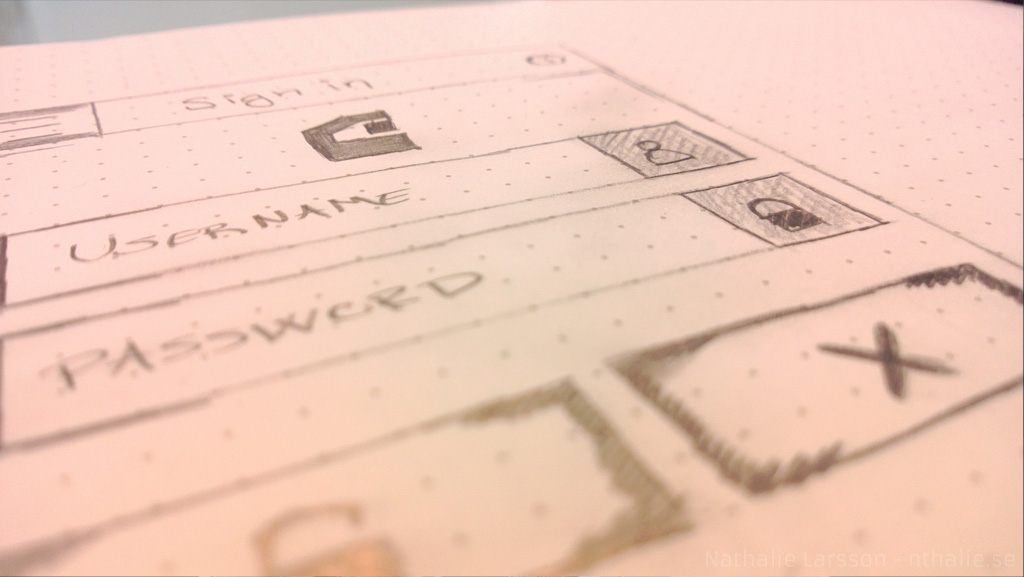 Sign in
USERNAME
PASSWORD
X
Nathalie Larsson - nthalie.se